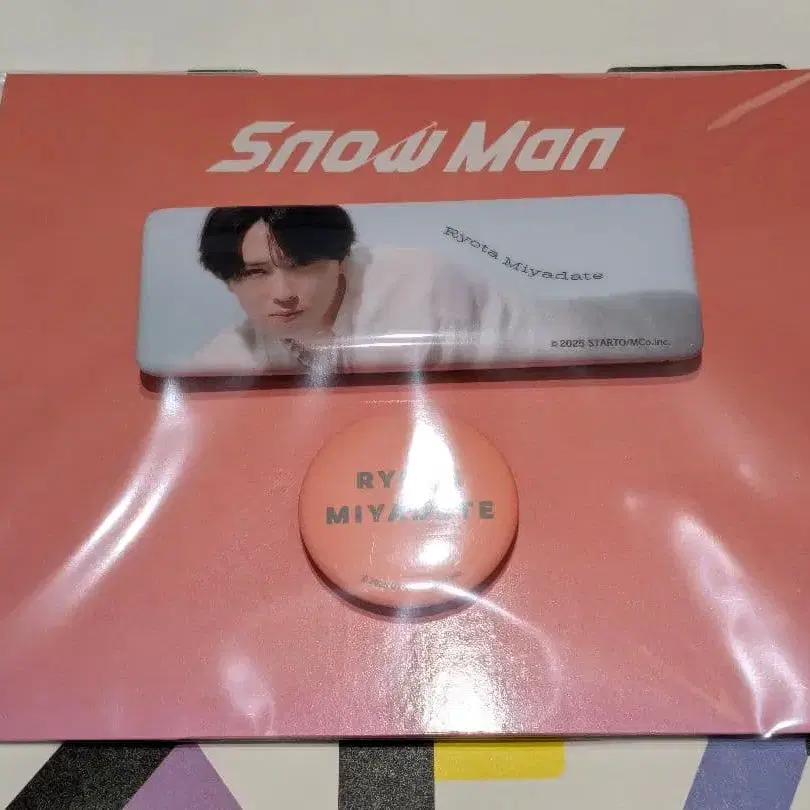 Snow Man
Ryota Miyadate
© 2025 STARTO/MCo.,Inc.
MIYADATE